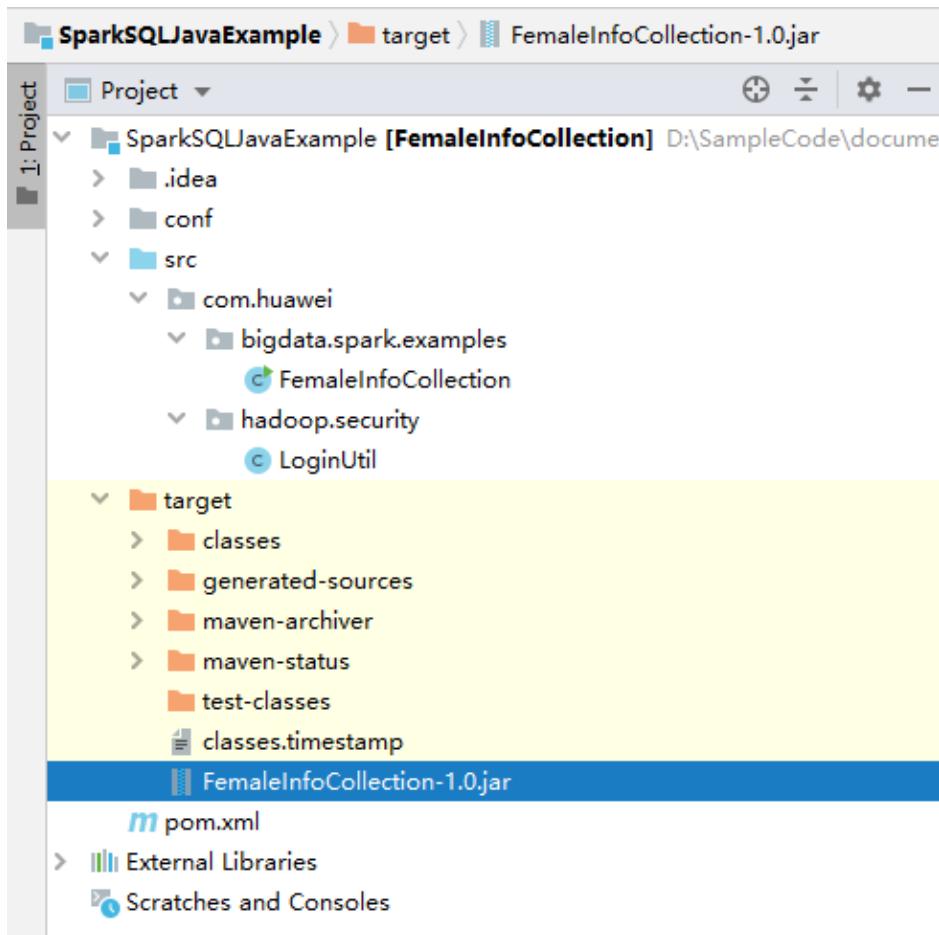 SparkSQLJavaExample target FemaleInfoCollection-1.0.jar
1: Project
Project
SparkSQLJavaExample [FemaleInfoCollection] D:\SampleCode\docume
.idea
conf
src
com.huawei
bigdata.spark.examples
C FemaleInfoCollection
hadoop.security
C LoginUtil
target
classes
generated-sources
maven-archiver
maven-status
test-classes
classes.timestamp
FemaleInfoCollection-1.0.jar
m pom.xml
External Libraries
Scratches and Consoles